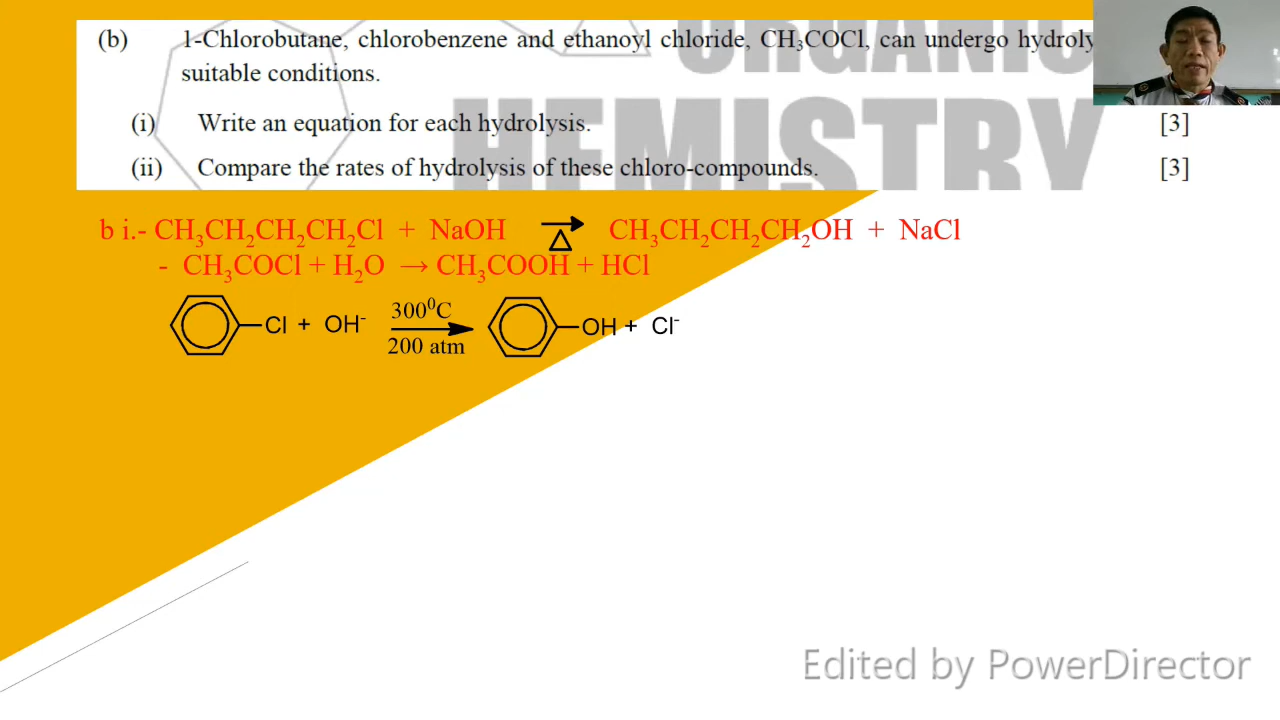 ORGANIC
HEMISTRY
(b) 1-Chlorobutane, chlorobenzene and ethanoyl chloride, CH₃COCl, can undergo hydroly
suitable conditions.
(i) Write an equation for each hydrolysis. [3]
(ii) Compare the rates of hydrolysis of these chloro-compounds. [3]
b i.- CH₃CH₂CH₂CH₂Cl + NaOH →Δ CH₃CH₂CH₂CH₂OH + NaCl
- CH₃COCl + H₂O → CH₃COOH + HCl
Cl + OH⁻ 300⁰C OH + Cl⁻
200 atm
Edited by PowerDirector